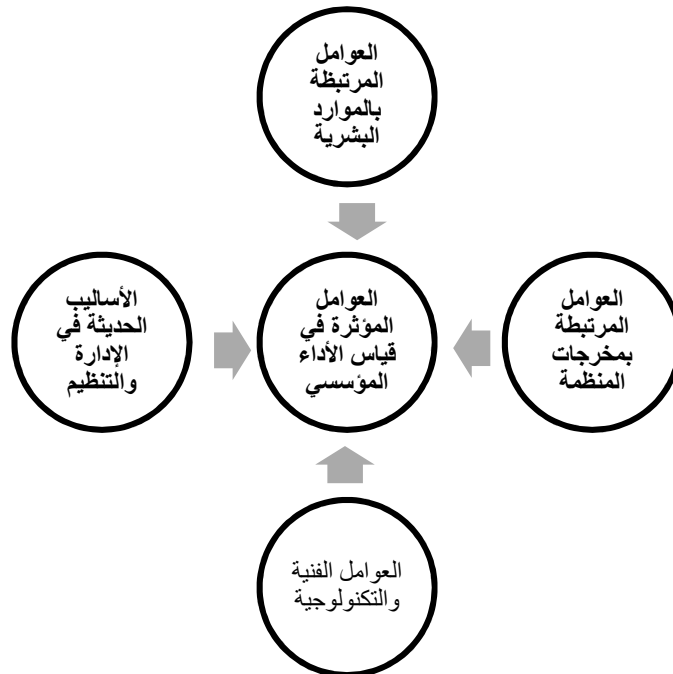 العوامل
المرتبظة
بالموارد
البشرية
العوامل
المرتبطة
بمخرجات
المنظمة
العوامل
المؤثرة في
قياس الأداء
المؤسسي
الأساليب
الحديثة في
الإدارة
والتنظيم
العوامل الفنية
والتكنولوجية